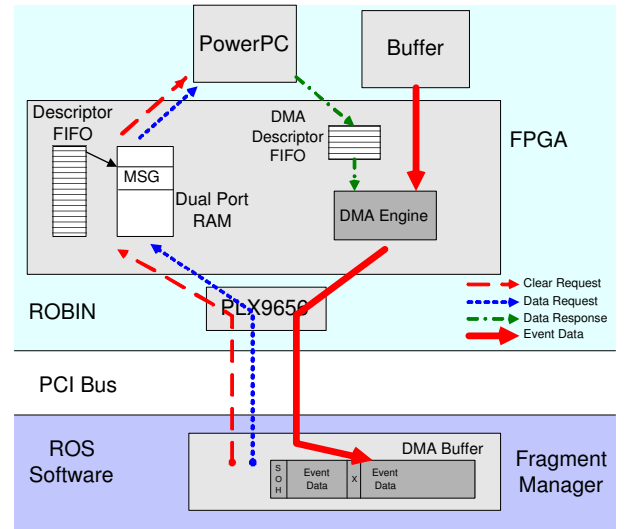 PowerPC
Buffer
Descriptor
FIFO
MSG
Dual Port
RAM
DMA
Descriptor
FIFO
DMA Engine
FPGA
Clear Request
Data Request
Data Response
Event Data
ROBIN
PLX9656
PCI Bus
ROS
Software
DMA Buffer
S
O
H
Event
Data
X
Event
Data
Fragment
Manager